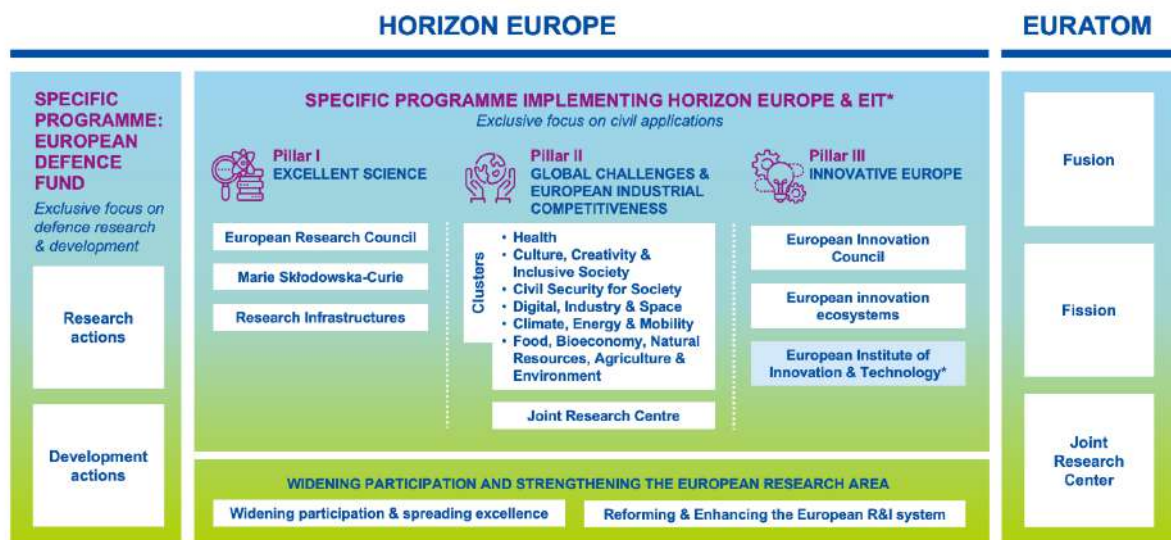 HORIZON EUROPE
EURATOM
SPECIFIC
PROGRAMME:
EUROPEAN
DEFENCE
FUND
Exclusive focus on
defence research
& development
Research
actions
Development
actions
SPECIFIC PROGRAMME IMPLEMENTING HORIZON EUROPE & EIT*
Exclusive focus on civil applications
Pillar I
EXCELLENT SCIENCE
European Research Council
Marie Skłodowska-Curie
Research Infrastructures
Pillar II
GLOBAL CHALLENGES &
EUROPEAN INDUSTRIAL
COMPETITIVENESS
Clusters
• Health
• Culture, Creativity &
Inclusive Society
• Civil Security for Society
• Digital, Industry & Space
• Climate, Energy & Mobility
• Food, Bioeconomy, Natural
Resources, Agriculture &
Environment
Joint Research Centre
Pillar III
INNOVATIVE EUROPE
European Innovation
Council
European innovation
ecosystems
European Institute of
Innovation & Technology*
WIDENING PARTICIPATION AND STRENGTHENING THE EUROPEAN RESEARCH AREA
Widening participation & spreading excellence
Reforming & Enhancing the European R&I system
Fusion
Fission
Joint
Research
Center